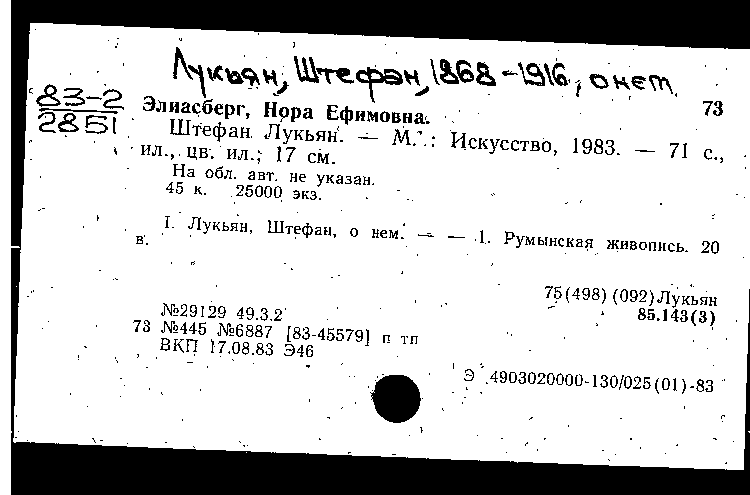 Лукьян, Штефан, 1868-1916, о нем.
83-2
2851
73
Элиасберг, Нора Ефимовна.
Штефан Лукьян. — М.: Искусство, 1983. — 71 с.,
ил., цв. ил.; 17 см.
На обл. авт. не указан.
45 к. 25000 экз.
I. Лукьян, Штефан, о нем. — — 1. Румынская живопись. 20
в.
75(498)(092)Лукьян
85.143(3)
№29129 49.3.2
73 №445 №6887 [83-45579] п тп
ВКП 17.08.83 Э46
Э 4903020000-130/025(01)-83